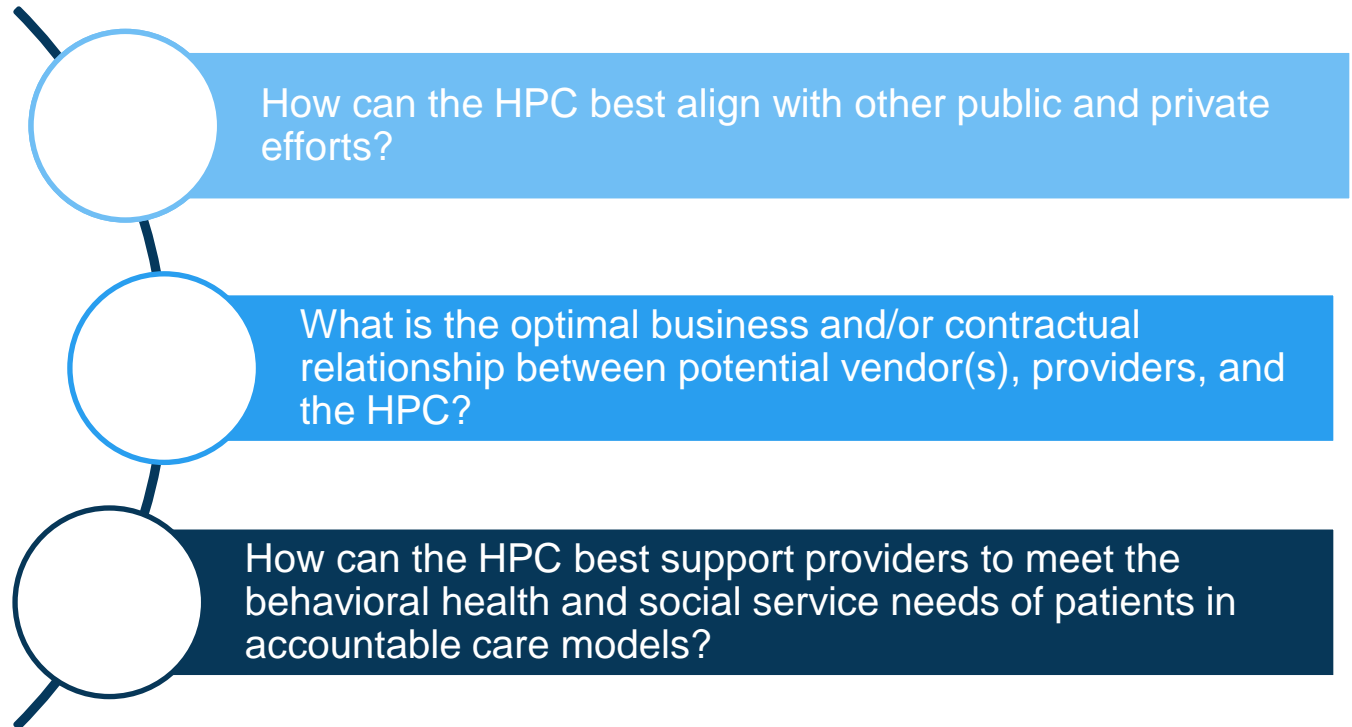 How can the HPC best align with other public and private
efforts?
What is the optimal business and/or contractual
relationship between potential vendor(s), providers, and
the HPC?
How can the HPC best support providers to meet the
behavioral health and social service needs of patients in
accountable care models?